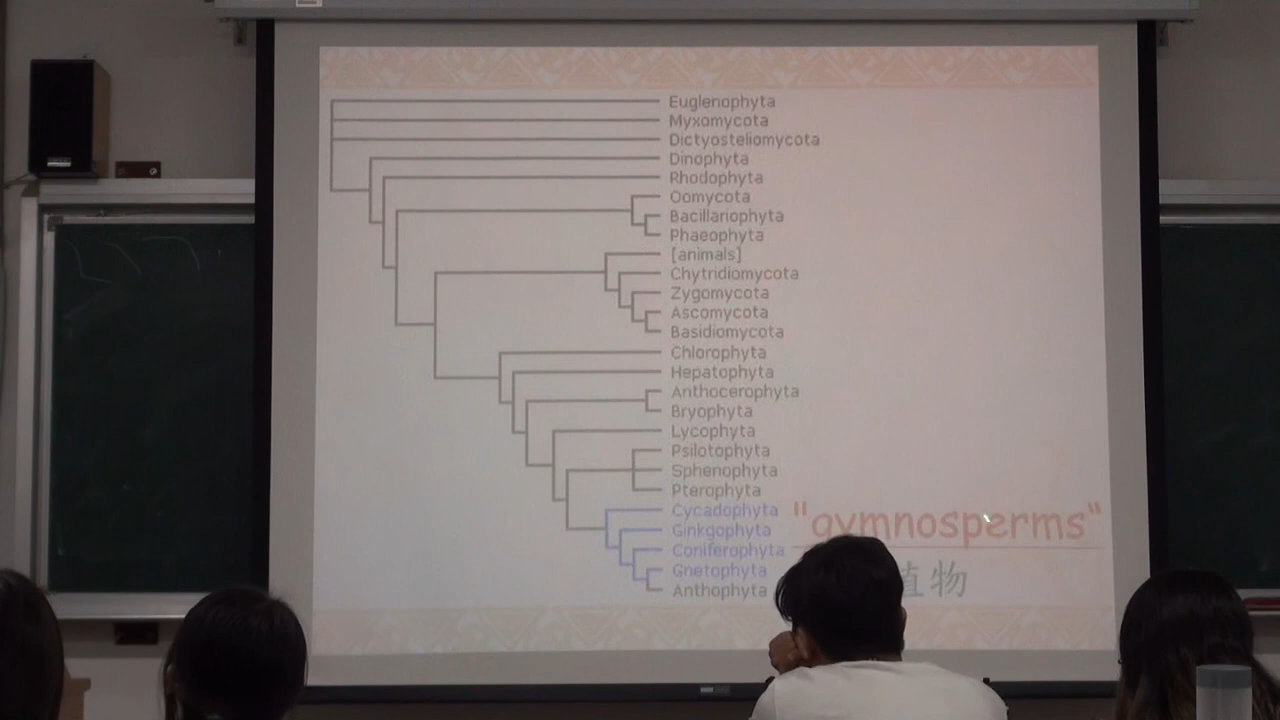 Euglenophyta
Myxomycota
Dictyosteliomycota
Dinophyta
Rhodophyta
Oomycota
Bacillariophyta
Phaeophyta
[animals]
Chytridiomycota
Zygomycota
Ascomycota
Basidiomycota
Chlorophyta
Hepatophyta
Anthocerophyta
Bryophyta
Lycophyta
Psilotophyta
Sphenophyta
Pterophyta
Cycadophyta
Ginkgophyta
Coniferophyta
Gnetophyta
Anthophyta
"gymnosperms"
植物